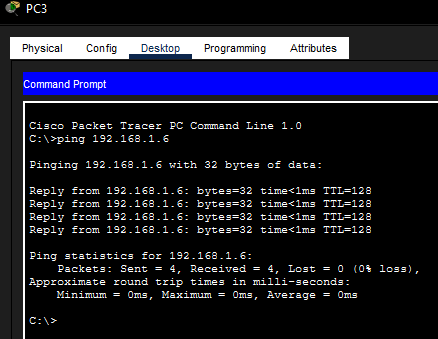 PC3
Physical Config Desktop Programming Attributes
Command Prompt
Cisco Packet Tracer PC Command Line 1.0
C:\>ping 192.168.1.6
Pinging 192.168.1.6 with 32 bytes of data:
Reply from 192.168.1.6: bytes=32 time<1ms TTL=128
Reply from 192.168.1.6: bytes=32 time<1ms TTL=128
Reply from 192.168.1.6: bytes=32 time<1ms TTL=128
Reply from 192.168.1.6: bytes=32 time<1ms TTL=128
Ping statistics for 192.168.1.6:
Packets: Sent = 4, Received = 4, Lost = 0 (0% loss),
Approximate round trip times in milli-seconds:
Minimum = 0ms, Maximum = 0ms, Average = 0ms
C:\>